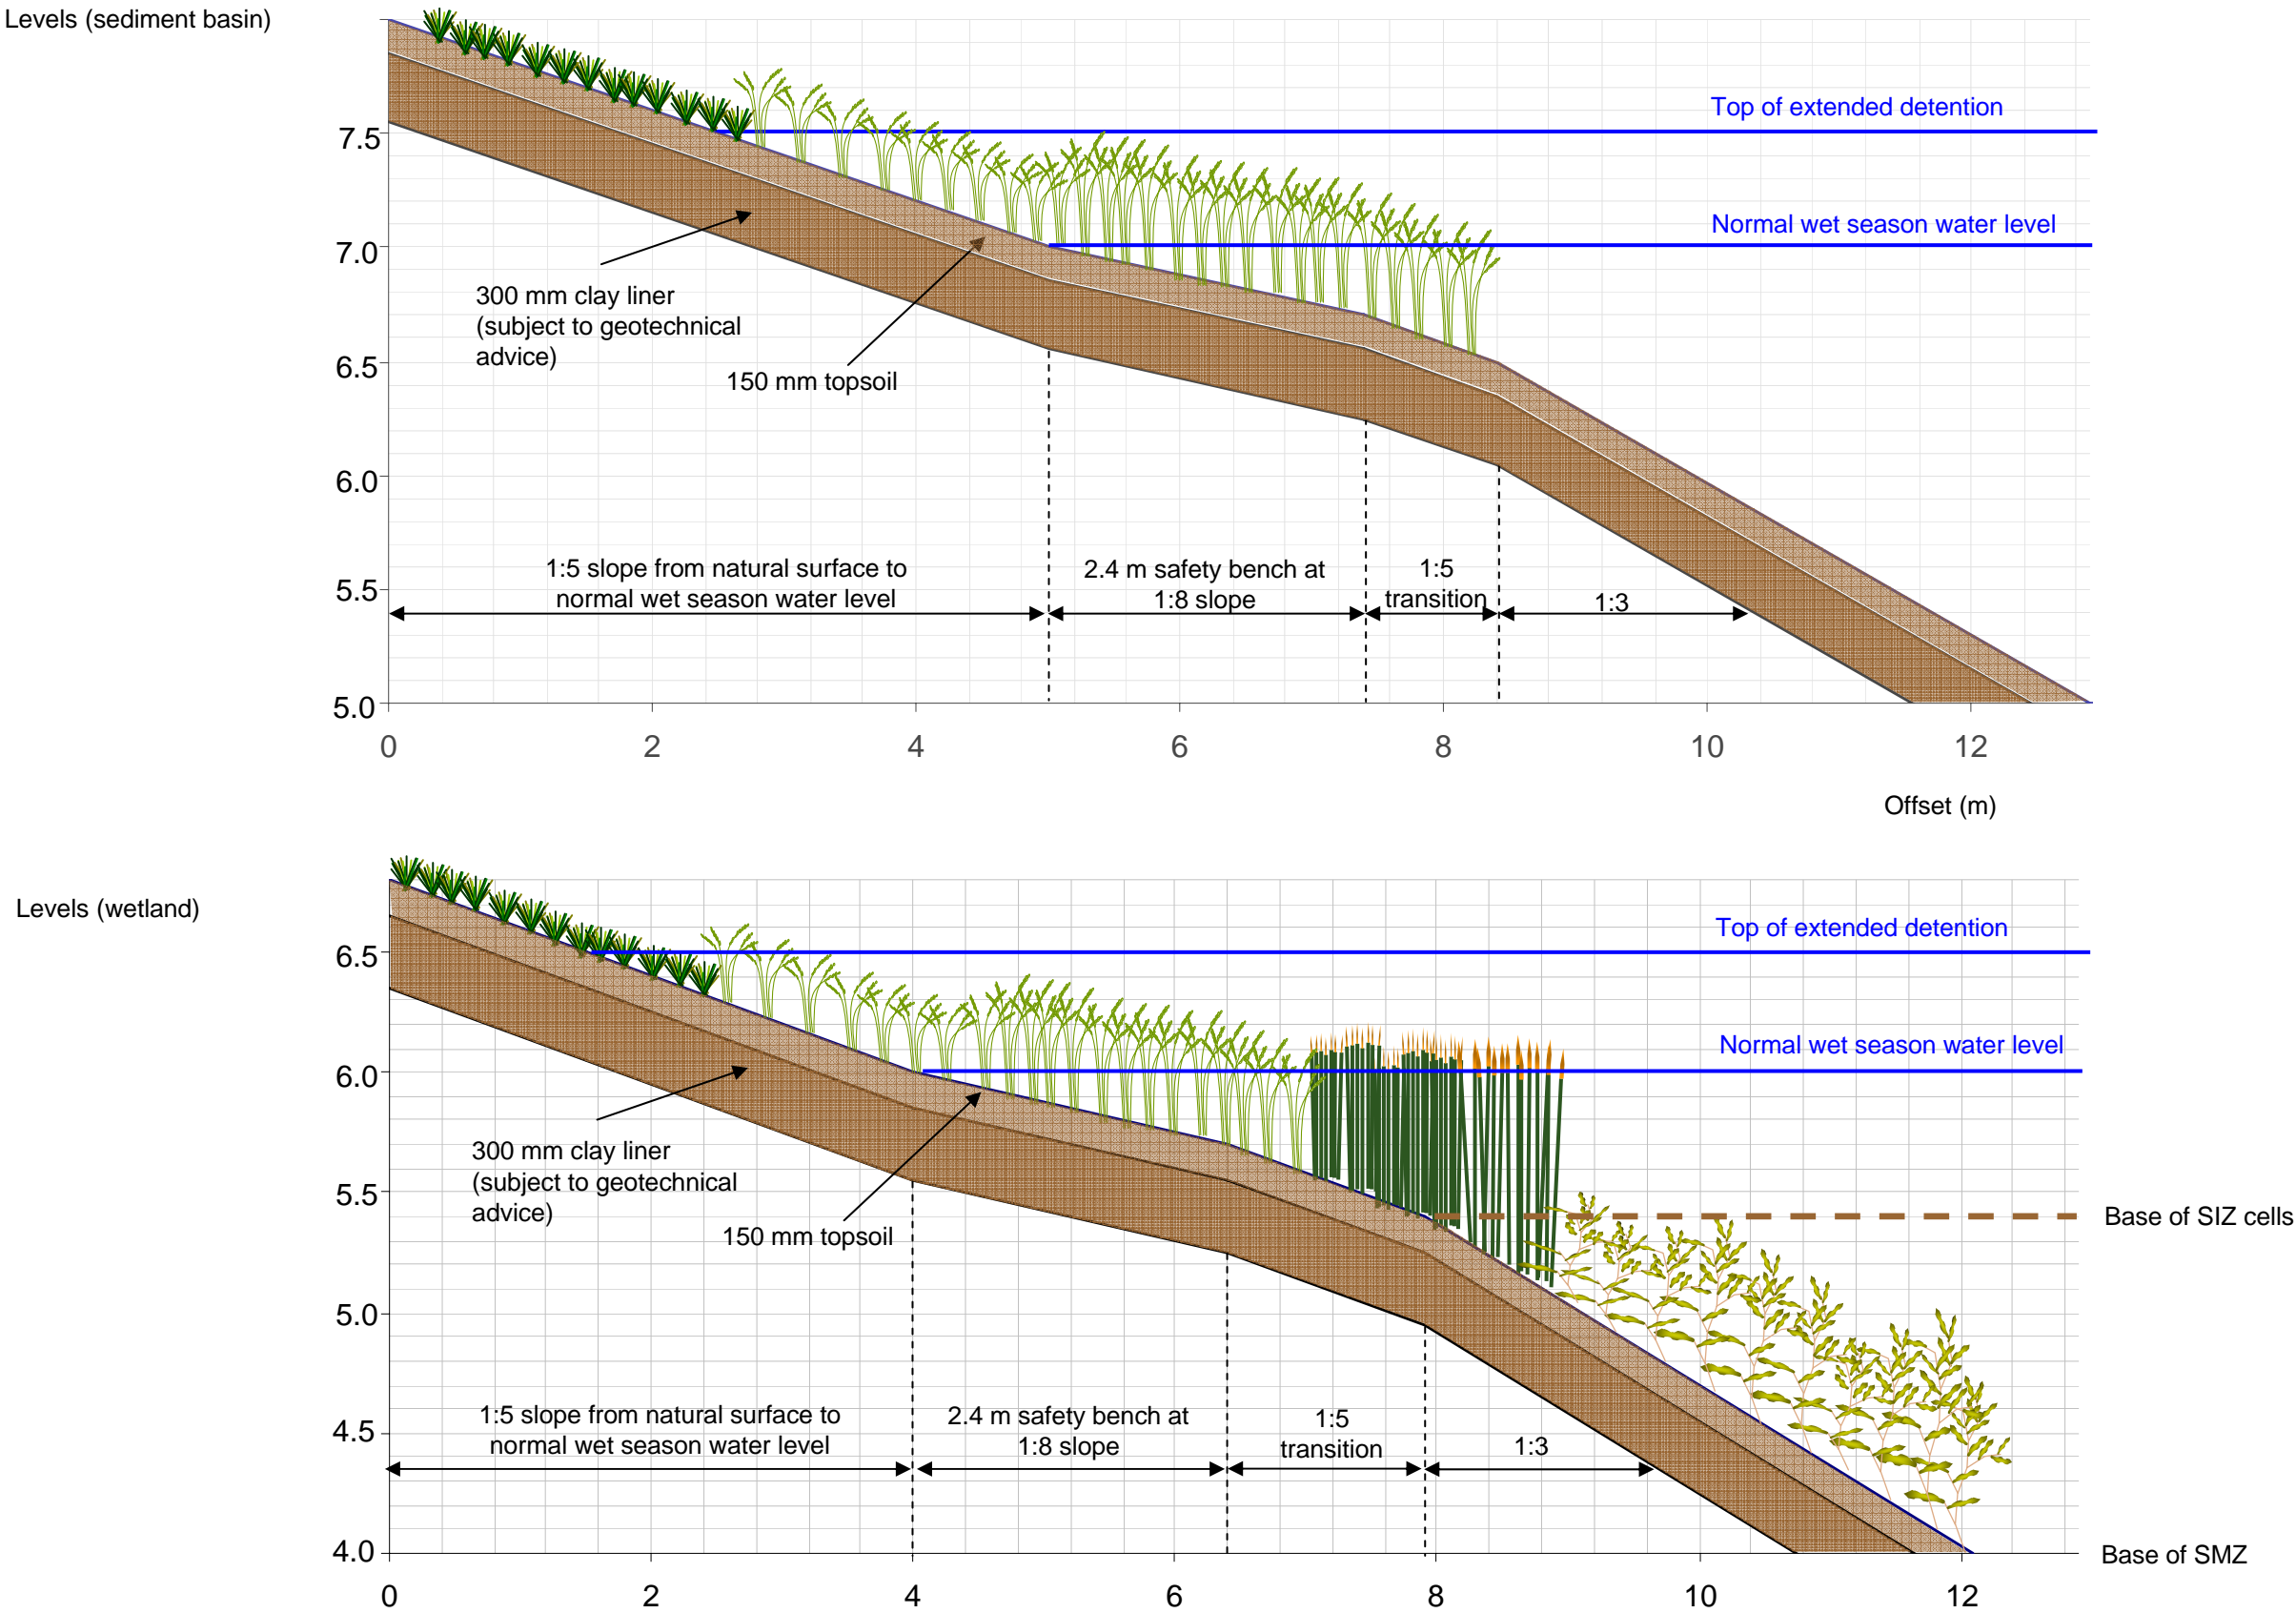 Levels (sediment basin)
Top of extended detention
7.5
Normal wet season water level
7.0
300 mm clay liner
(subject to geotechnical
advice)
6.5
150 mm topsoil
6.0
1:5 slope from natural surface to
normal wet season water level
2.4 m safety bench at
1:8 slope
1:5
transition
1:3
5.5
5.0
0 2 4 6 8 10 12
Offset (m)
Levels (wetland)
Top of extended detention
6.5
Normal wet season water level
6.0
300 mm clay liner
(subject to geotechnical
advice)
5.5
150 mm topsoil
Base of SIZ cells
5.0
1:5 slope from natural surface to
normal wet season water level
2.4 m safety bench at
1:8 slope
1:5
transition
1:3
4.5
4.0
Base of SMZ
0 2 4 6 8 10 12